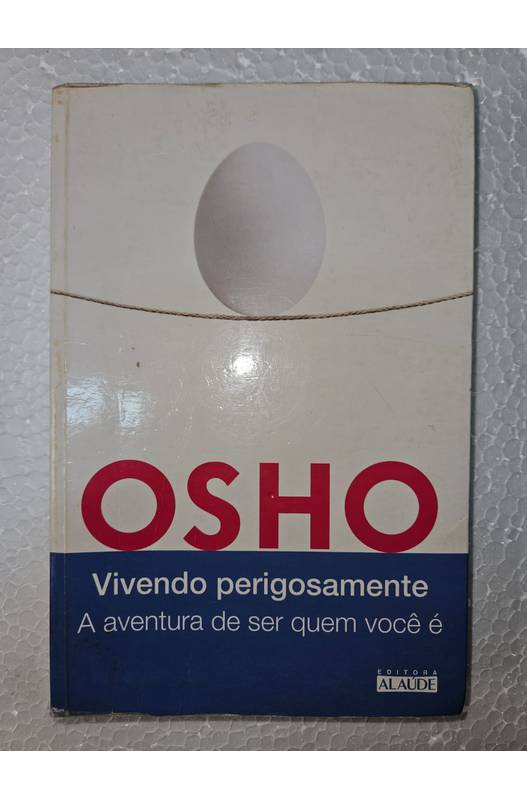 OSHO
Vivendo perigosamente
A aventura de ser quem você é
EDITORA
ALAÚDE